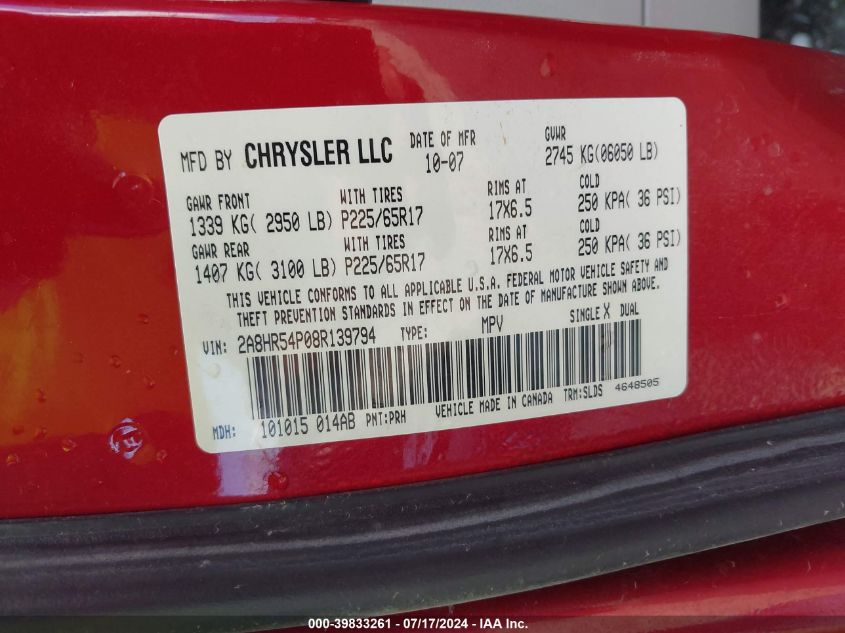 MFD BY CHRYSLER LLC DATE OF MFR 10-07 GVWR 2745 KG(06050 LB)
GAWR FRONT WITH TIRES RIMS AT COLD
1339 KG( 2950 LB) P225/65R17 17X6.5 250 KPA( 36 PSI)
GAWR REAR WITH TIRES RIMS AT COLD
1407 KG( 3100 LB) P225/65R17 17X6.5 250 KPA( 36 PSI)
THIS VEHICLE CONFORMS TO ALL APPLICABLE U.S.A. FEDERAL MOTOR VEHICLE SAFETY AND
THEFT PREVENTION STANDARDS IN EFFECT ON THE DATE OF MANUFACTURE SHOWN ABOVE.
VIN: 2A8HR54P08R139794 TYPE: MPV SINGLE X DUAL
MDH: 101015 014AB PNT:PRH VEHICLE MADE IN CANADA TRM:SLDS 4648505
000-39833261 - 07/17/2024 - IAAI Inc.